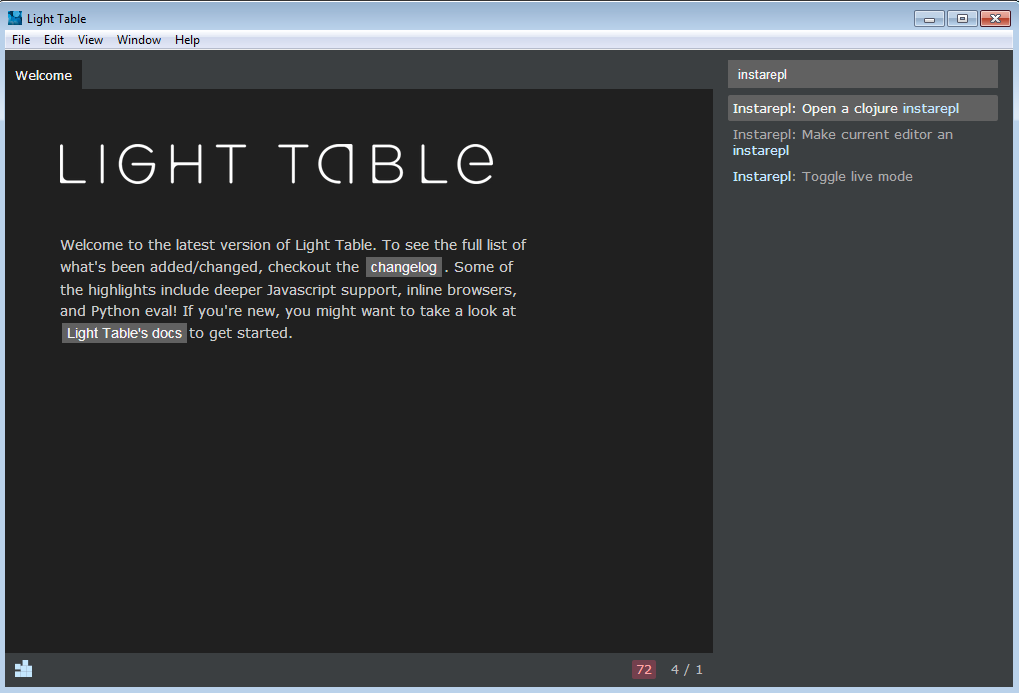 Light Table
File Edit View Window Help
Welcome
LIGHT TABLE
Welcome to the latest version of Light Table. To see the full list of
what's been added/changed, checkout the changelog . Some of
the highlights include deeper Javascript support, inline browsers,
and Python eval! If you're new, you might want to take a look at
Light Table's docs to get started.
instarepl
Instarepl: Open a clojure instarepl
Instarepl: Make current editor an
instarepl
Instarepl: Toggle live mode
72 4 / 1